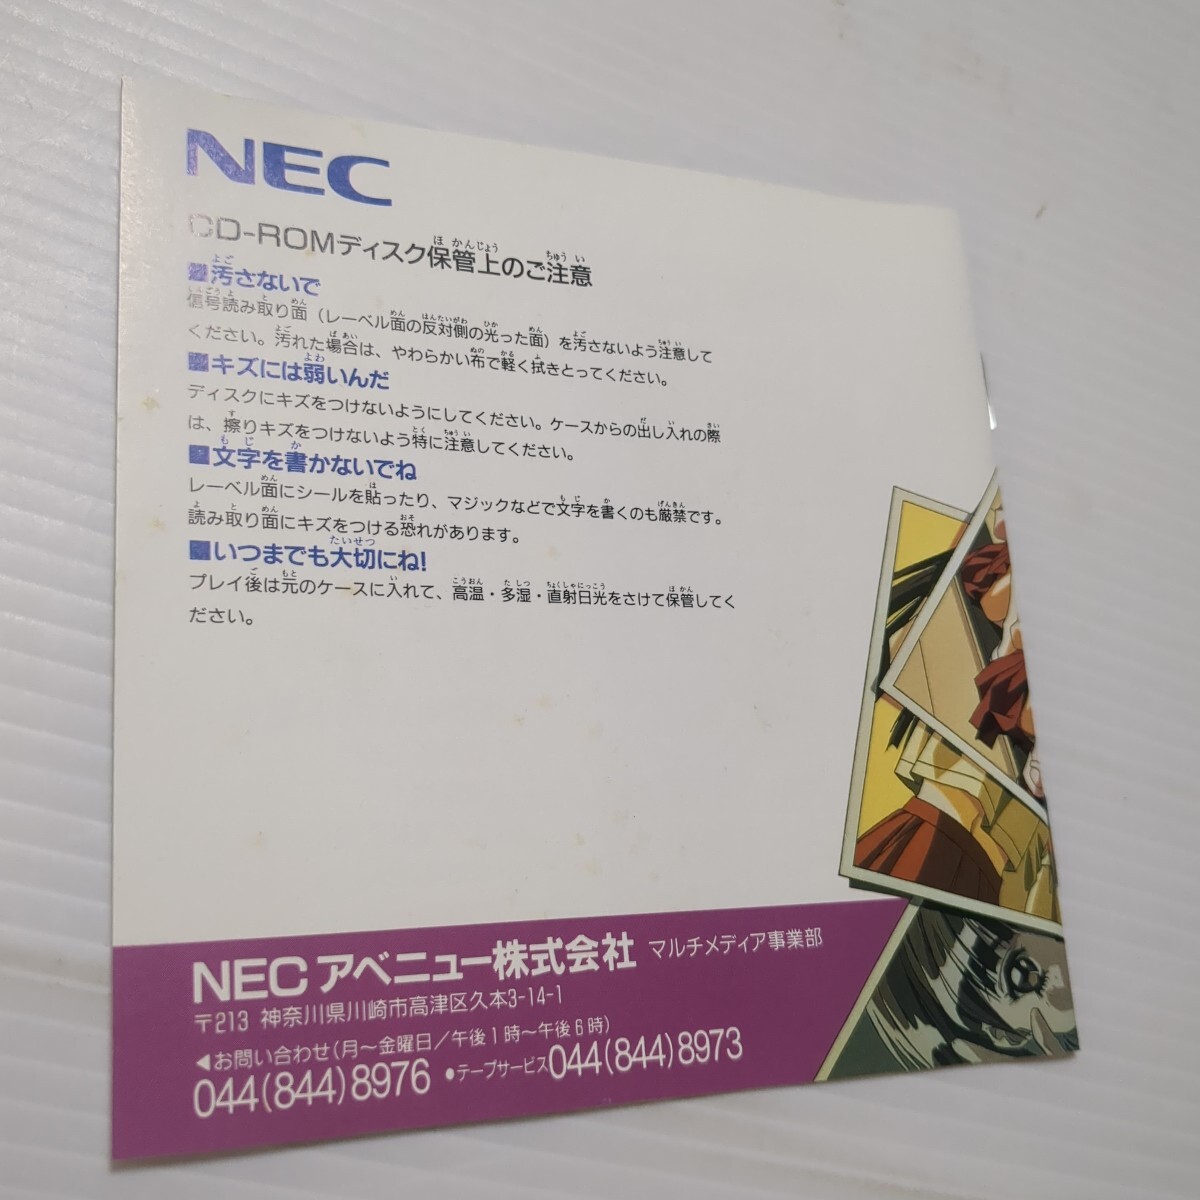 NEC
CD-ROMディスク保管上のご注意
■汚さないで
信号読み取り面（レーベル面の反対側の光った面）を汚さないよう注意して
ください。汚れた場合は、やわらかい布で軽く拭きとってください。
■キズには弱いんだ
ディスクにキズをつけないようにしてください。ケースからの出し入れの際
は、擦りキズをつけないよう特に注意してください。
■文字を書かないでね
レーベル面にシールを貼ったり、マジックなどで文字を書くのも厳禁です。
読み取り面にキズをつける恐れがあります。
■いつまでも大切にね!
プレイ後は元のケースに入れて、高温・多湿・直射日光をさけて保管してく
ださい。
NECアベニュー株式会社 マルチメディア事業部
〒213 神奈川県川崎市高津区久本3-14-1
◀お問い合わせ（月〜金曜日／午後1時〜午後6時）
044(844)8976 ●テープサービス044(844)8973